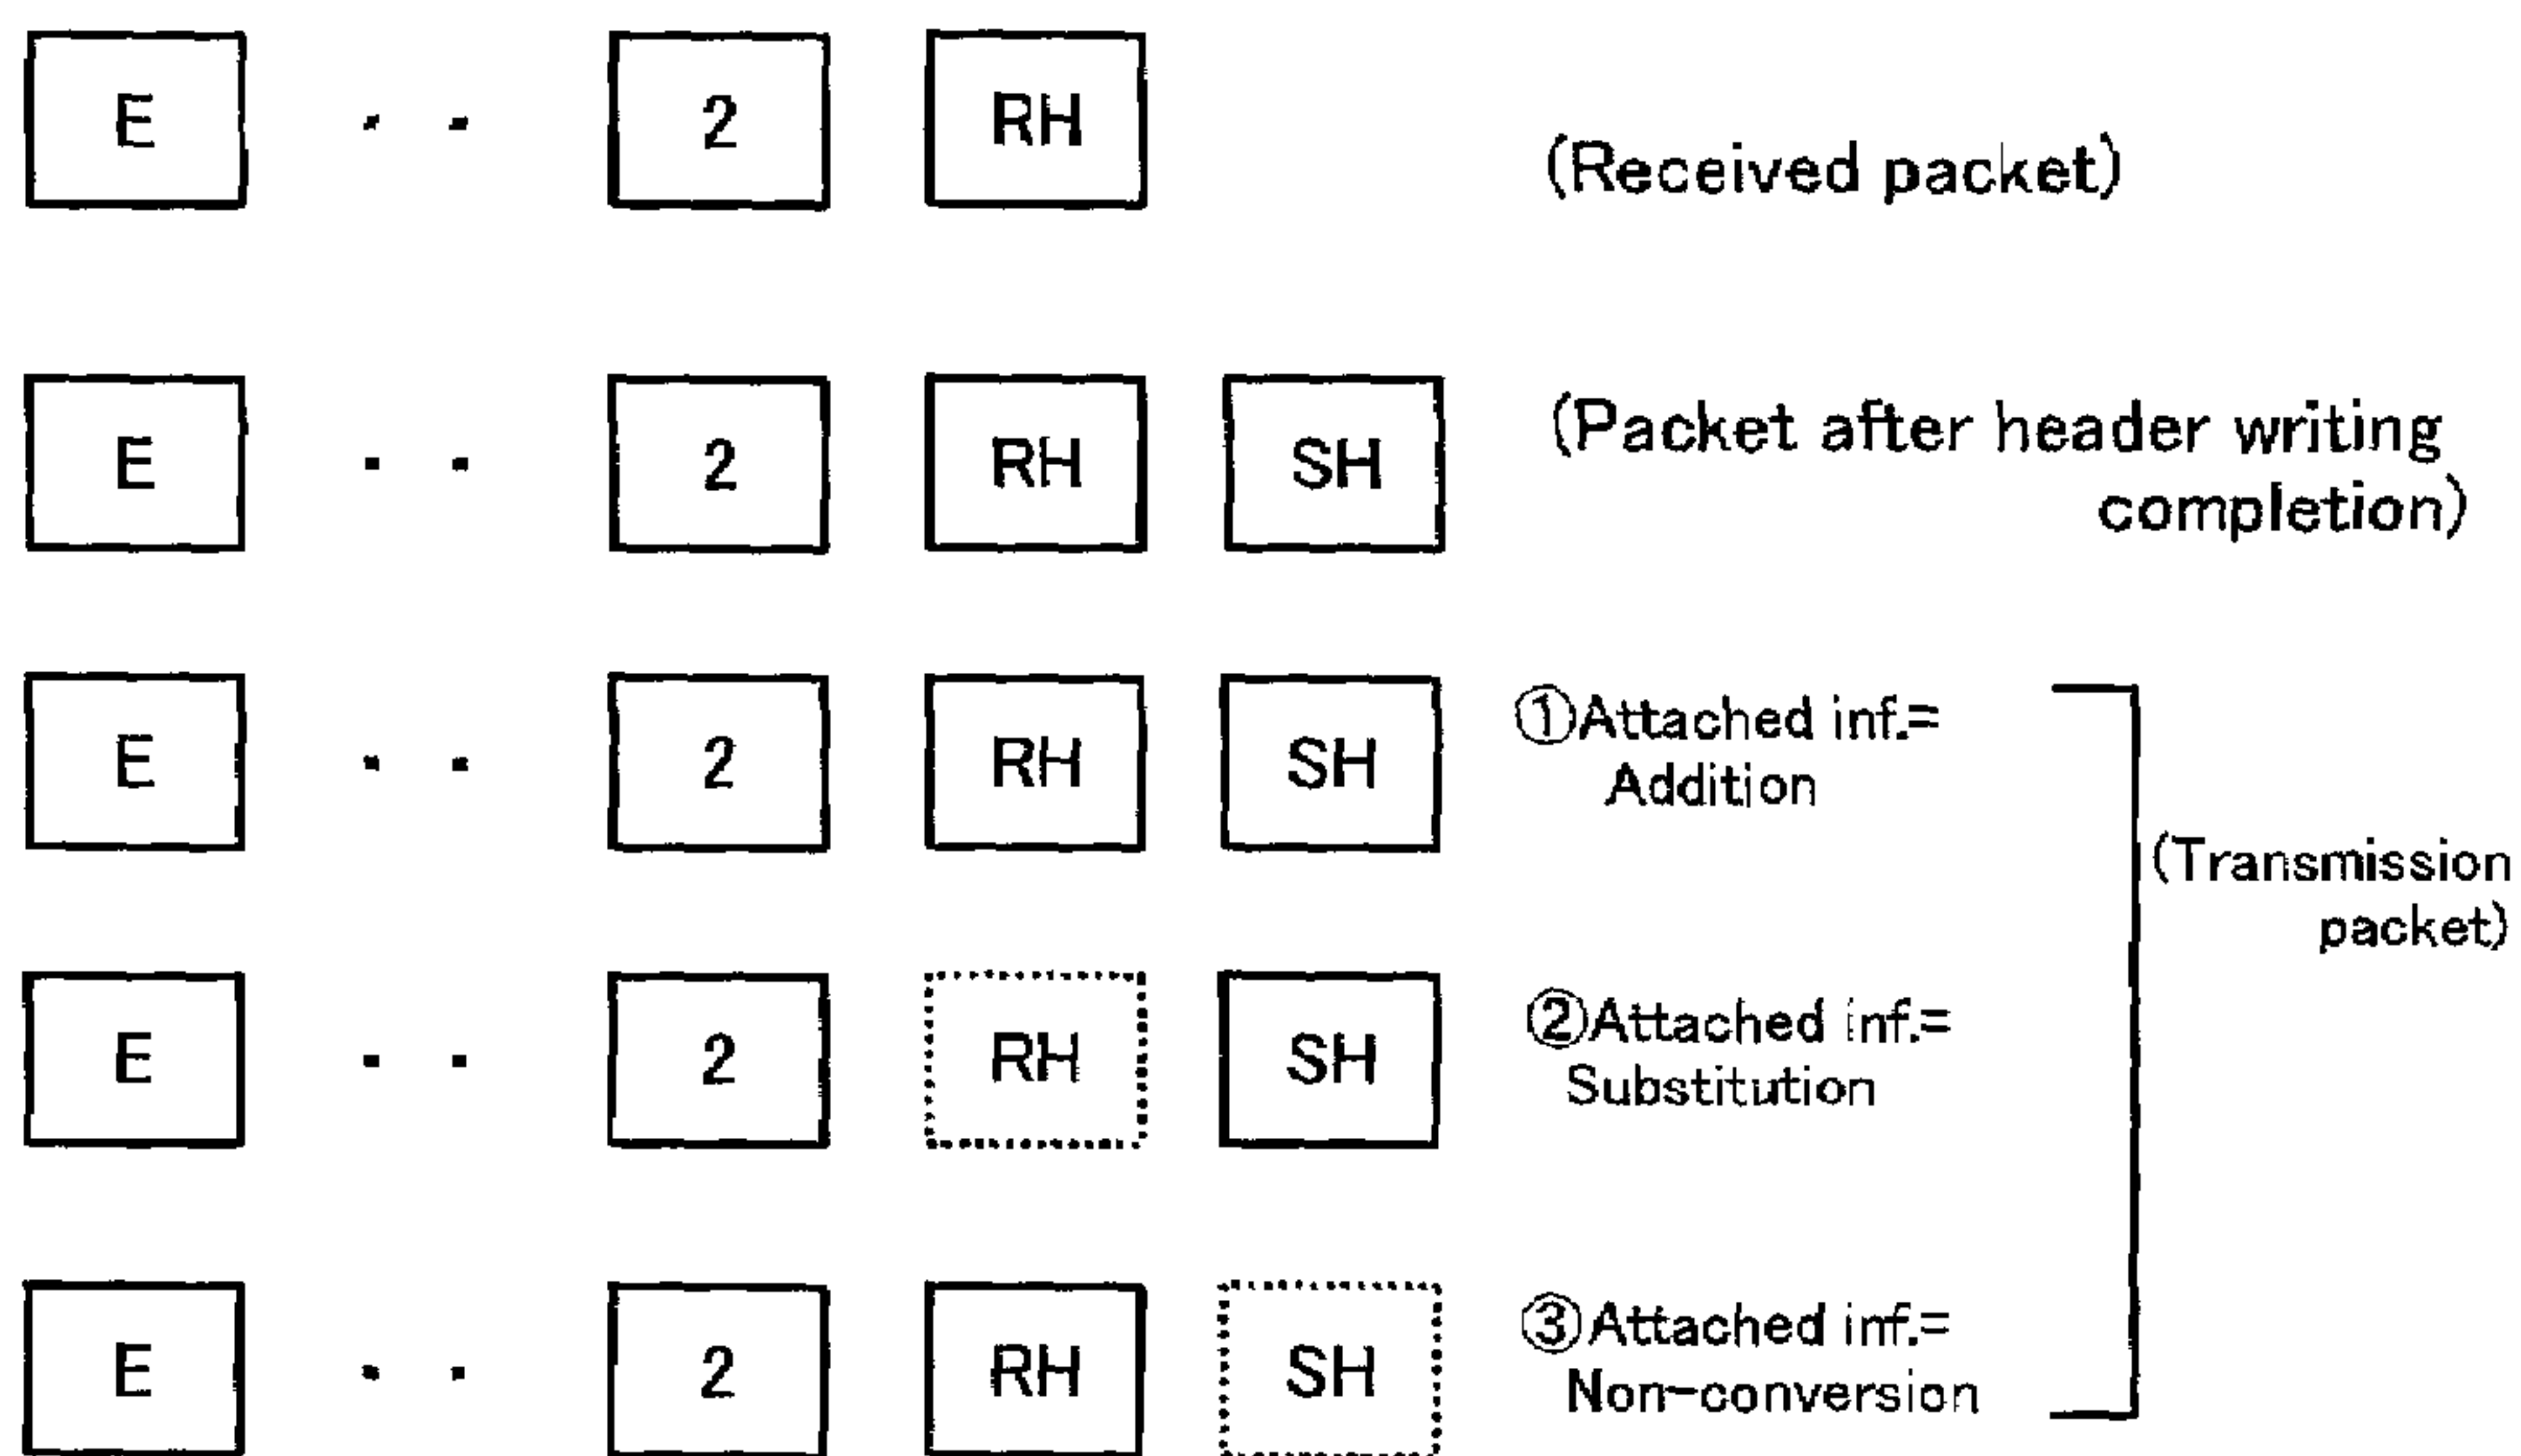 E . . 2 RH
(Received packet)
E . . 2 RH SH
(Packet after header writing
completion)
E . . 2 RH SH
①Attached inf.=
Addition
(Transmission
packet)
E . . 2 RH SH
②Attached inf.=
Substitution
E . . 2 RH SH
③Attached inf.=
Non-conversion